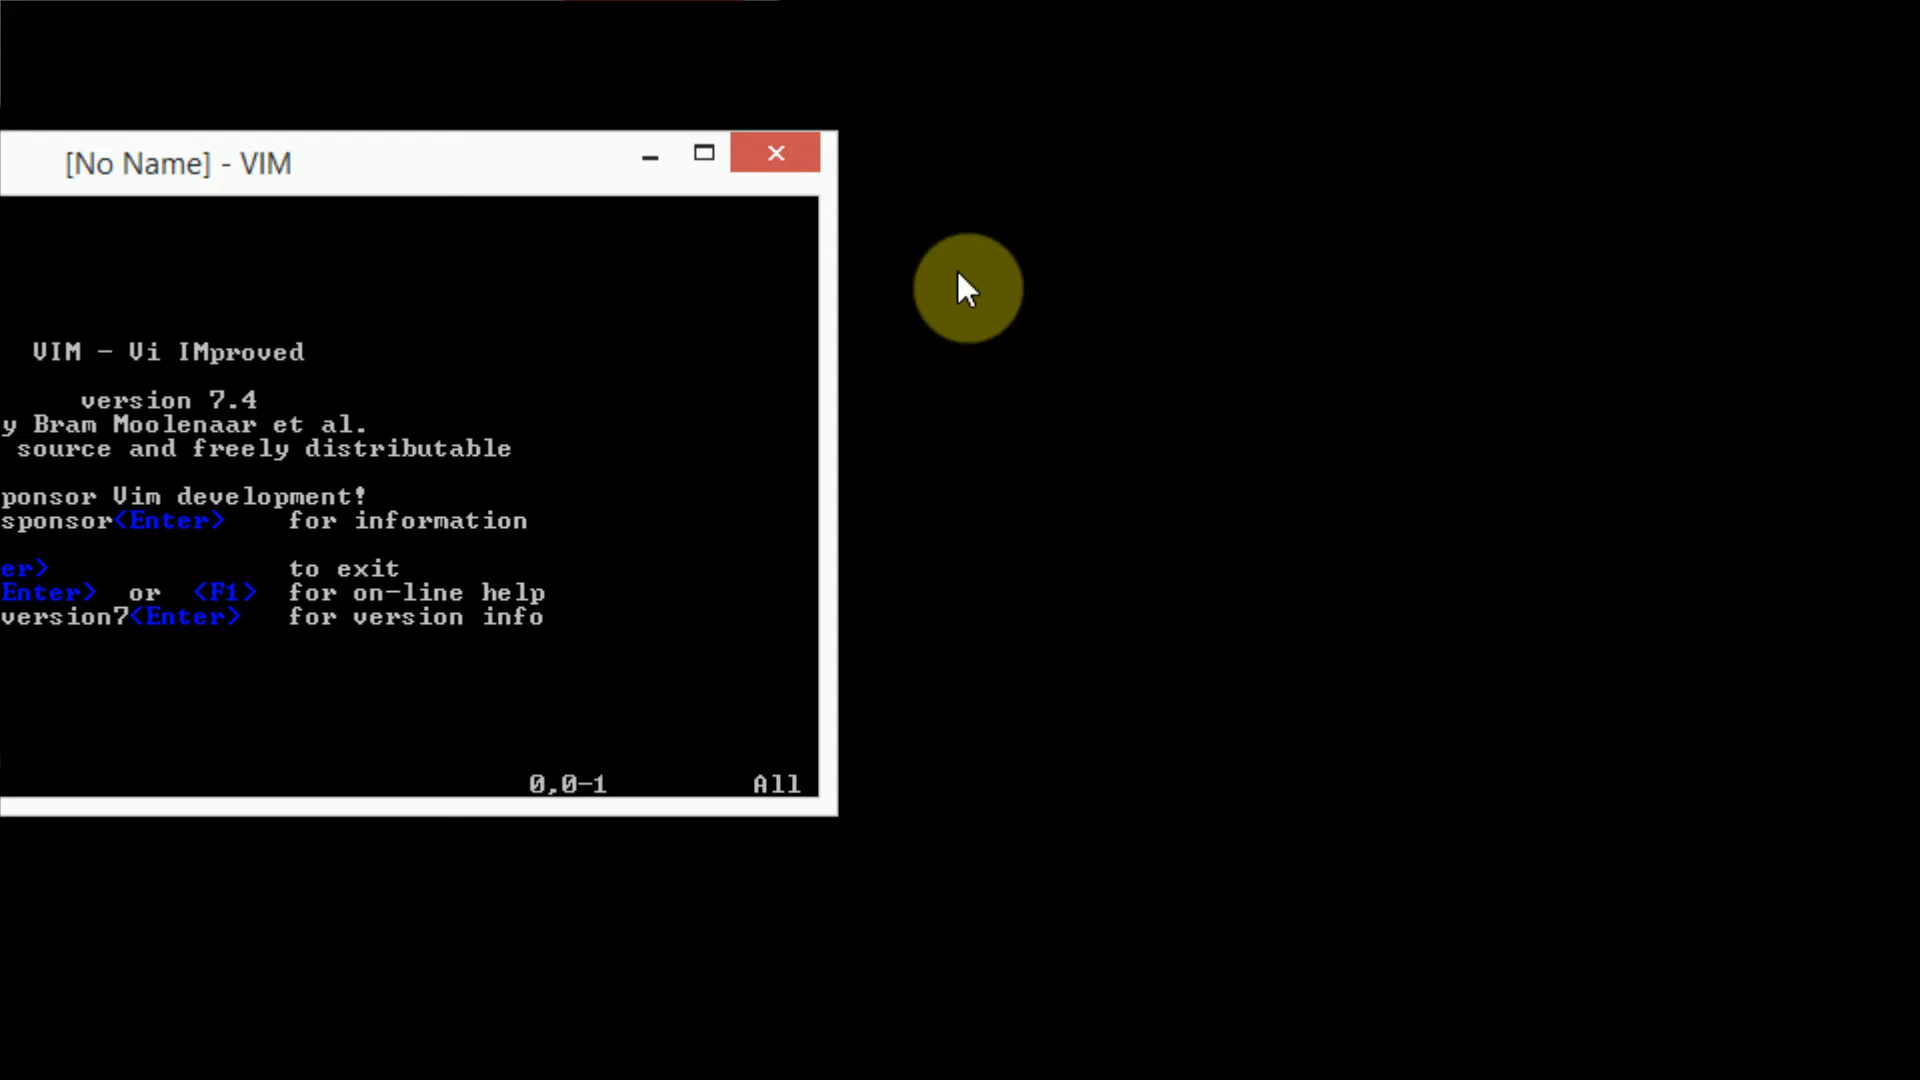 [No Name] - VIM
VIM - Vi IMproved
version 7.4
y Bram Moolenaar et al.
source and freely distributable
ponsor Vim development!
sponsor<Enter> for information
er> to exit
Enter> or <F1> for on-line help
version7<Enter> for version info
0,0-1 All